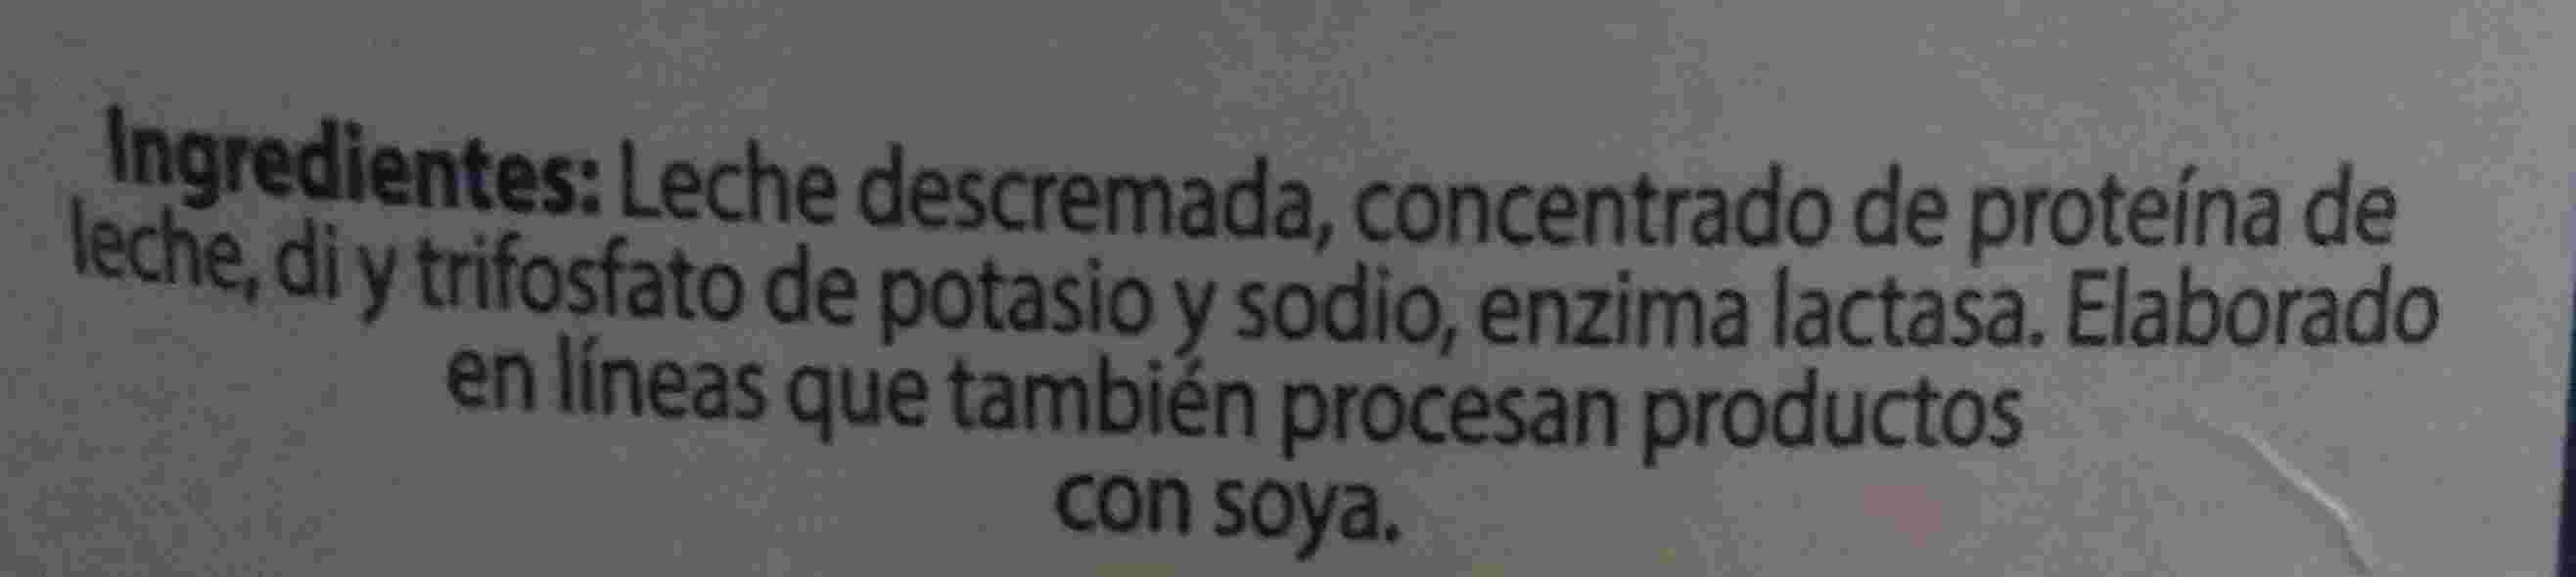 Ingredientes: Leche descremada, concentrado de proteína de
leche, di y trifosfato de potasio y sodio, enzima lactasa. Elaborado
en líneas que también procesan productos
con soya.